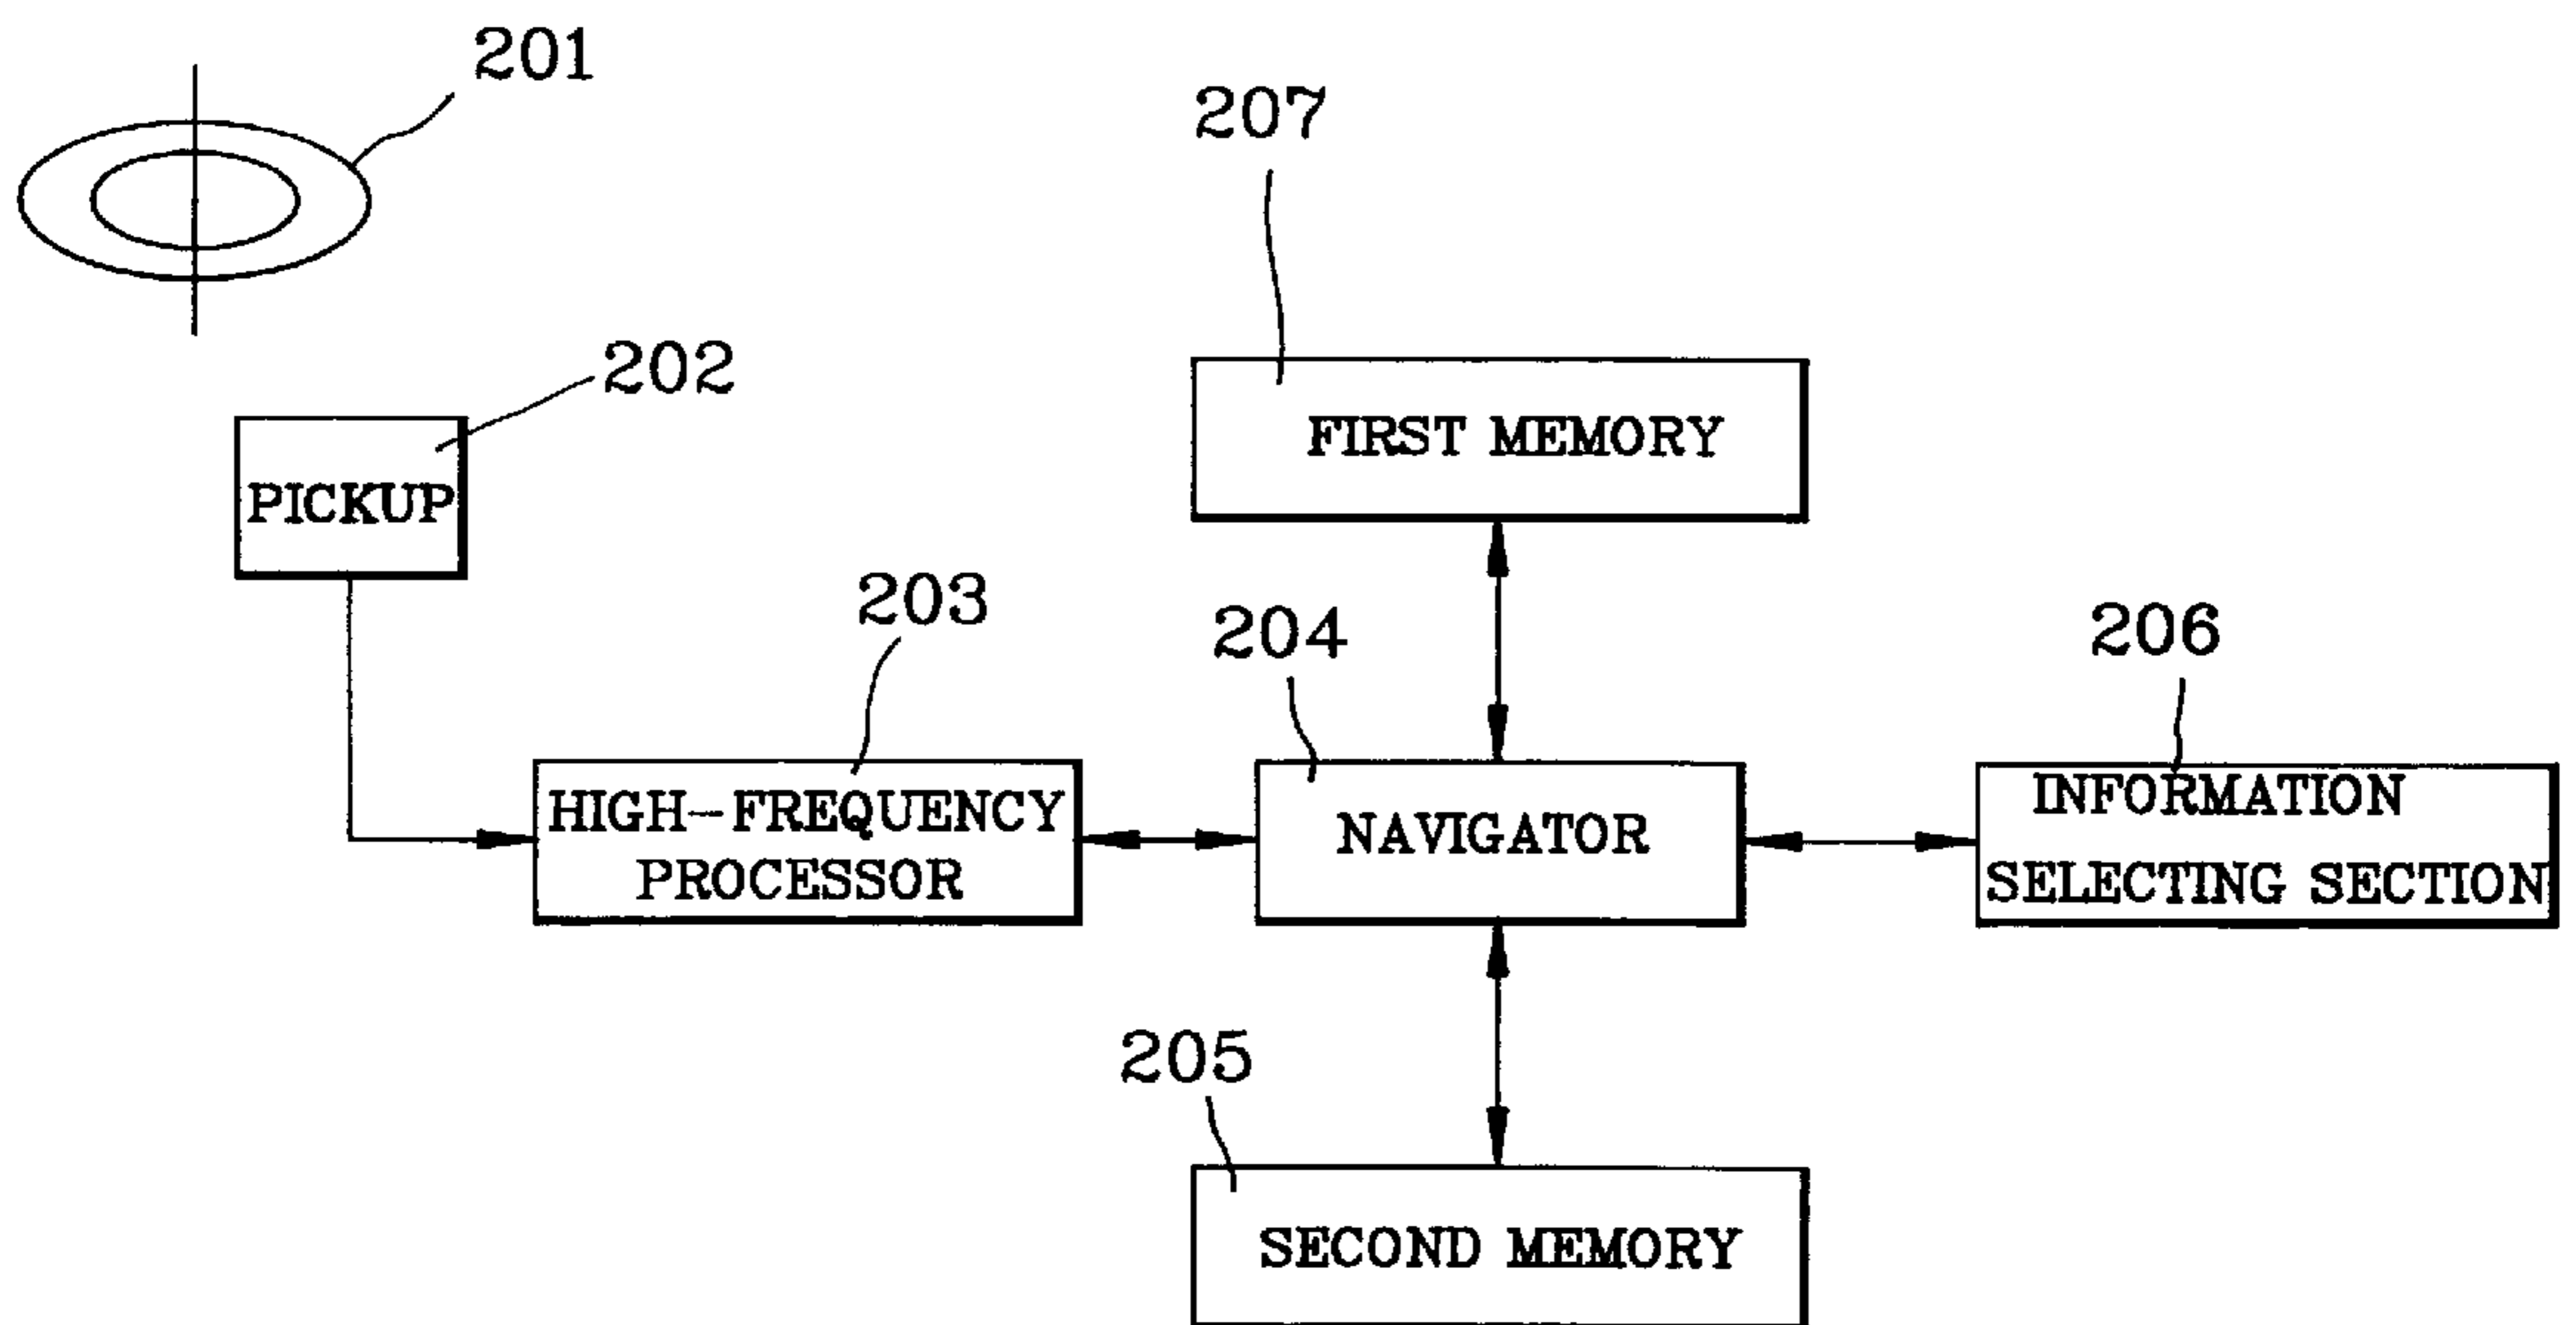 201
207
202
FIRST MEMORY
PICKUP
203
204
206
HIGH-FREQUENCY
PROCESSOR
NAVIGATOR
INFORMATION
SELECTING SECTION
205
SECOND MEMORY